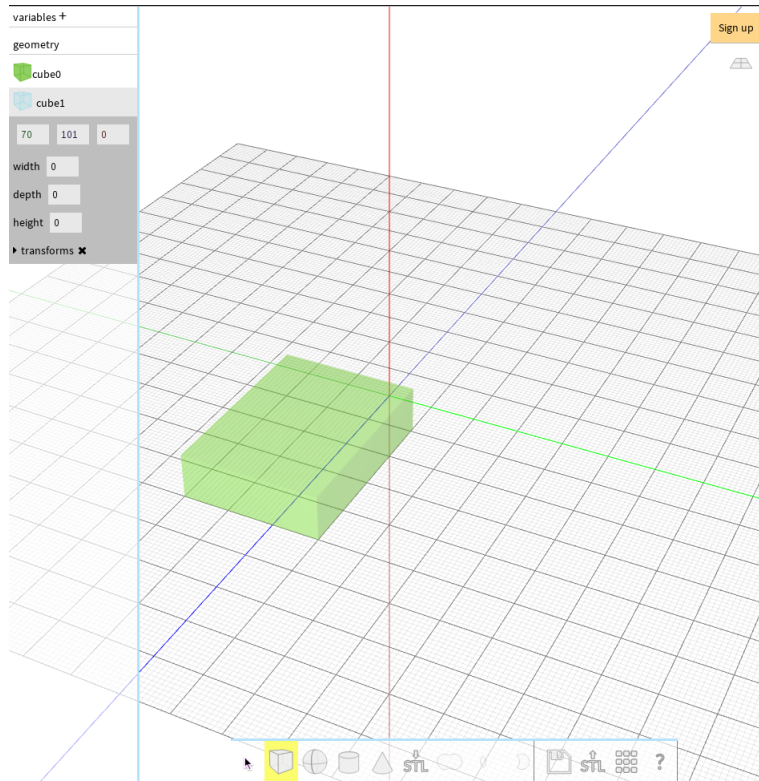 variables +
Sign up
geometry
cube0
cube1
70 101 0
width 0
depth 0
height 0
transforms ✖
STL STL ?